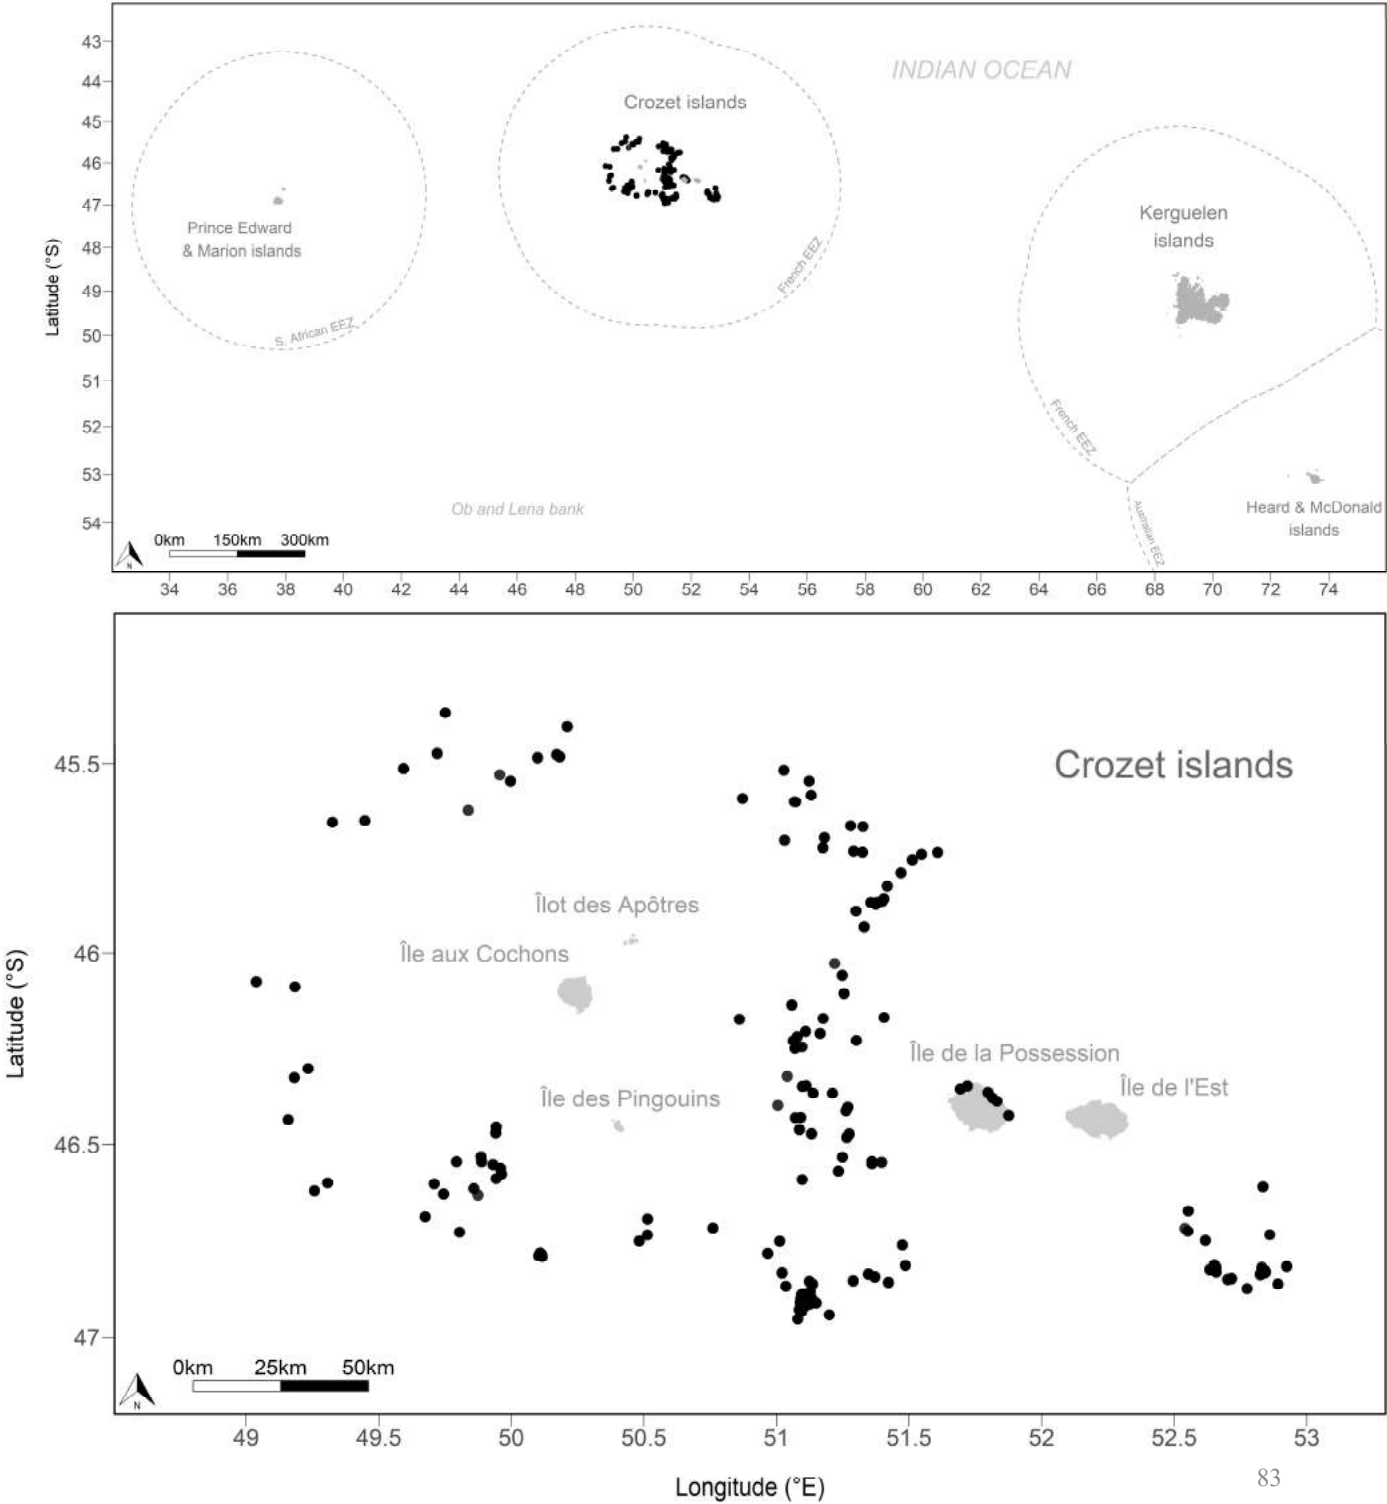 43
INDIAN OCEAN
44
Crozet islands
45
46
47
Prince Edward
& Marion islands
Kerguelen
islands
48
French EEZ
49
Latitude (°S)
50
S. African EEZ
51
52
French EEZ
53
Ob and Lena bank
Heard & McDonald
islands
54
Australian EEZ
0km 150km 300km
N
34 36 38 40 42 44 46 48 50 52 54 56 58 60 62 64 66 68 70 72 74
45.5
Crozet islands
Îlot des Apôtres
46
Île aux Cochons
Latitude (°S)
Île de la Possession
Île de l'Est
Île des Pingouins
46.5
47
0km 25km 50km
N
49 49.5 50 50.5 51 51.5 52 52.5 53
Longitude (°E)
83